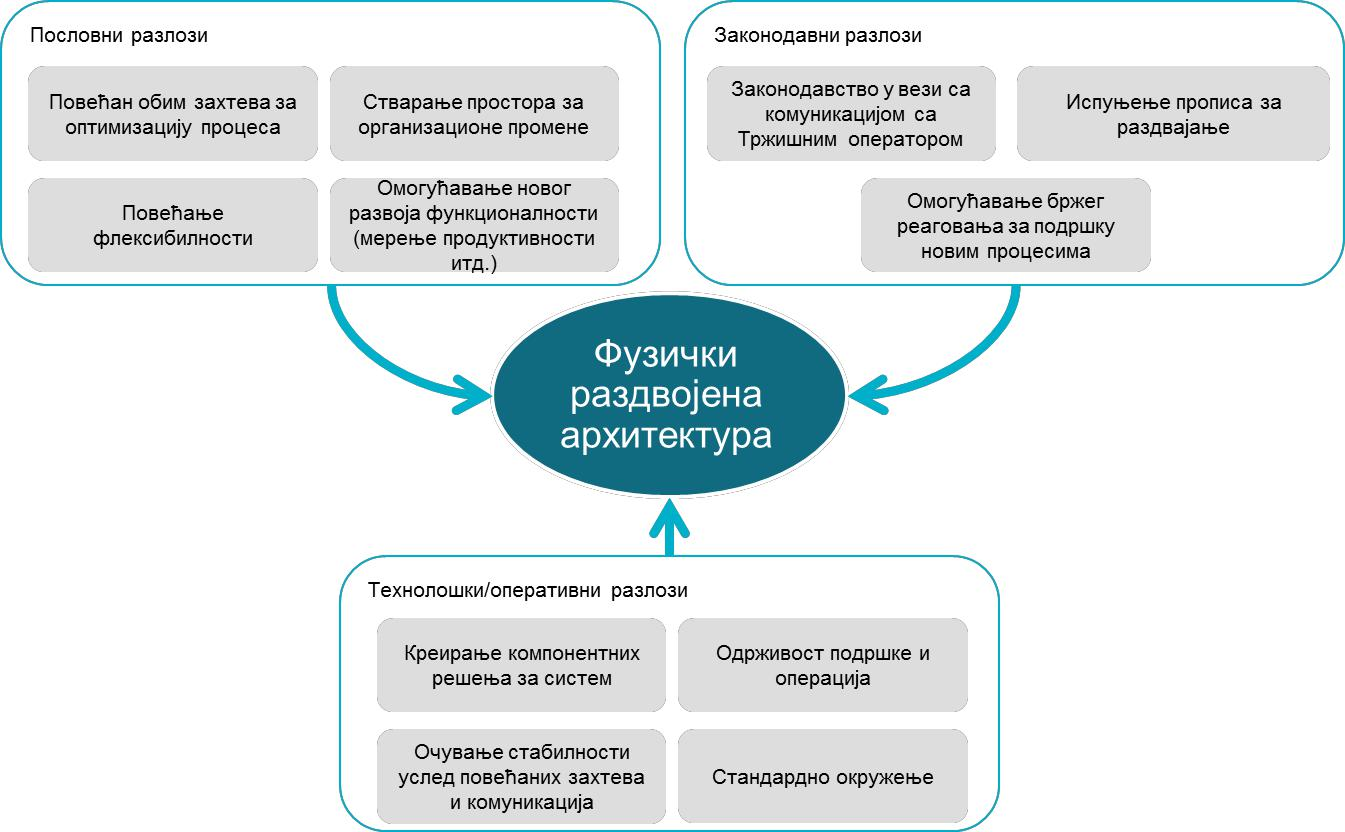 Пословни разлози
Повећан обим захтева за
оптимизацију процеса
Стварање простора за
организационе промене
Повећање
флексибилности
Омогућавање новог
развоја функционалности
(мерење продуктивности
итд.)
Законодавни разлози
Законодавство у вези са
комуникацијом са
Тржишним оператором
Испуњење прописа за
раздвајање
Омогућавање бржег
реаговања за подршку
новим процесима
Физички
раздвојена
архитектура
Технолошки/оперативни разлози
Креирање компонентних
решења за систем
Одрживост подршке и
операција
Очување стабилности
услед повећаних захтева
и комуникација
Стандардно окружење